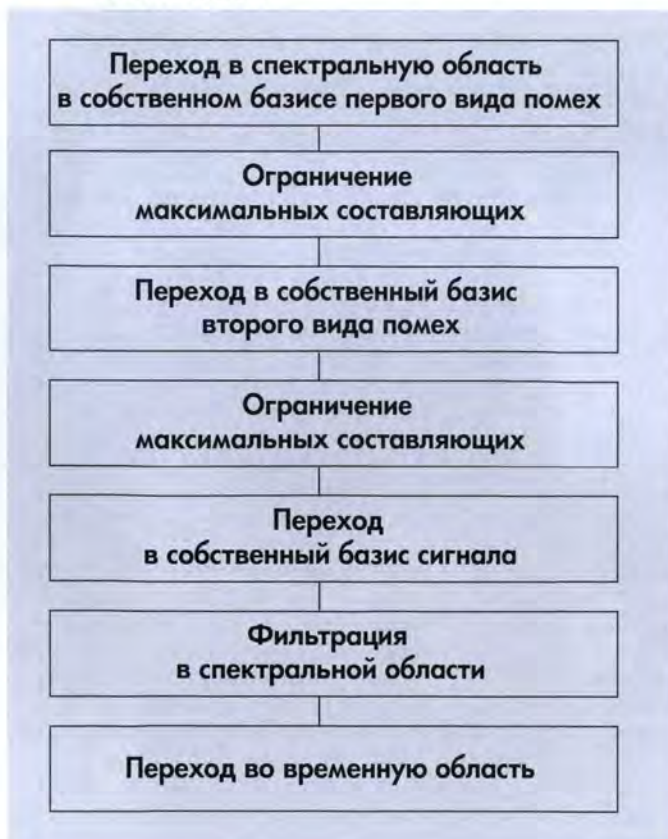 Переход в спектральную область
в собственном базисе первого вида помех
Ограничение
максимальных составляющих
Переход в собственный базис
второго вида помех
Ограничение
максимальных составляющих
Переход
в собственный базис сигнала
Фильтрация
в спектральной области
Переход во временную область